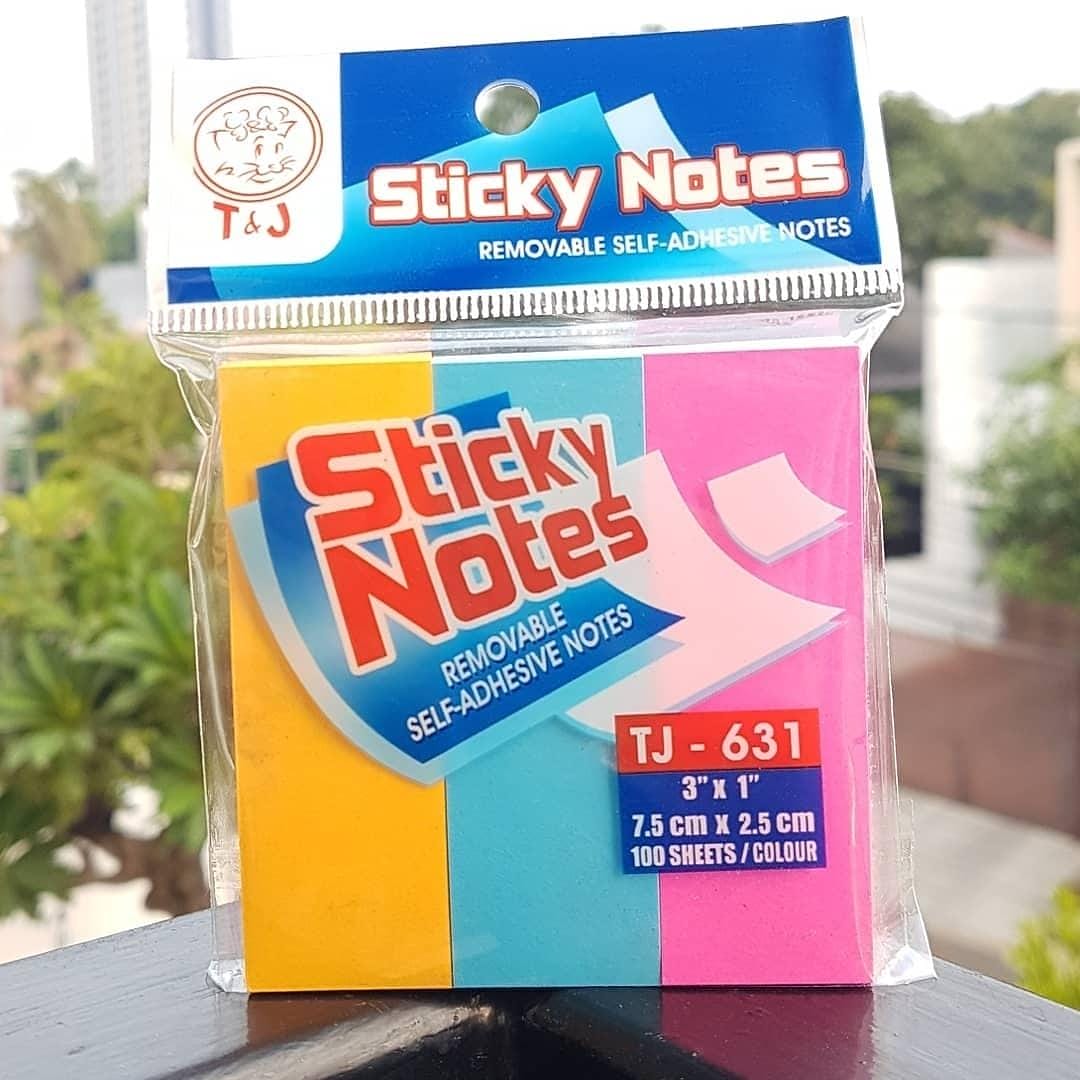 T & J
Sticky Notes
REMOVABLE SELF-ADHESIVE NOTES
Sticky
Notes
REMOVABLE
SELF-ADHESIVE NOTES
TJ - 631
3" x 1"
7.5 cm x 2.5 cm
100 SHEETS / COLOUR